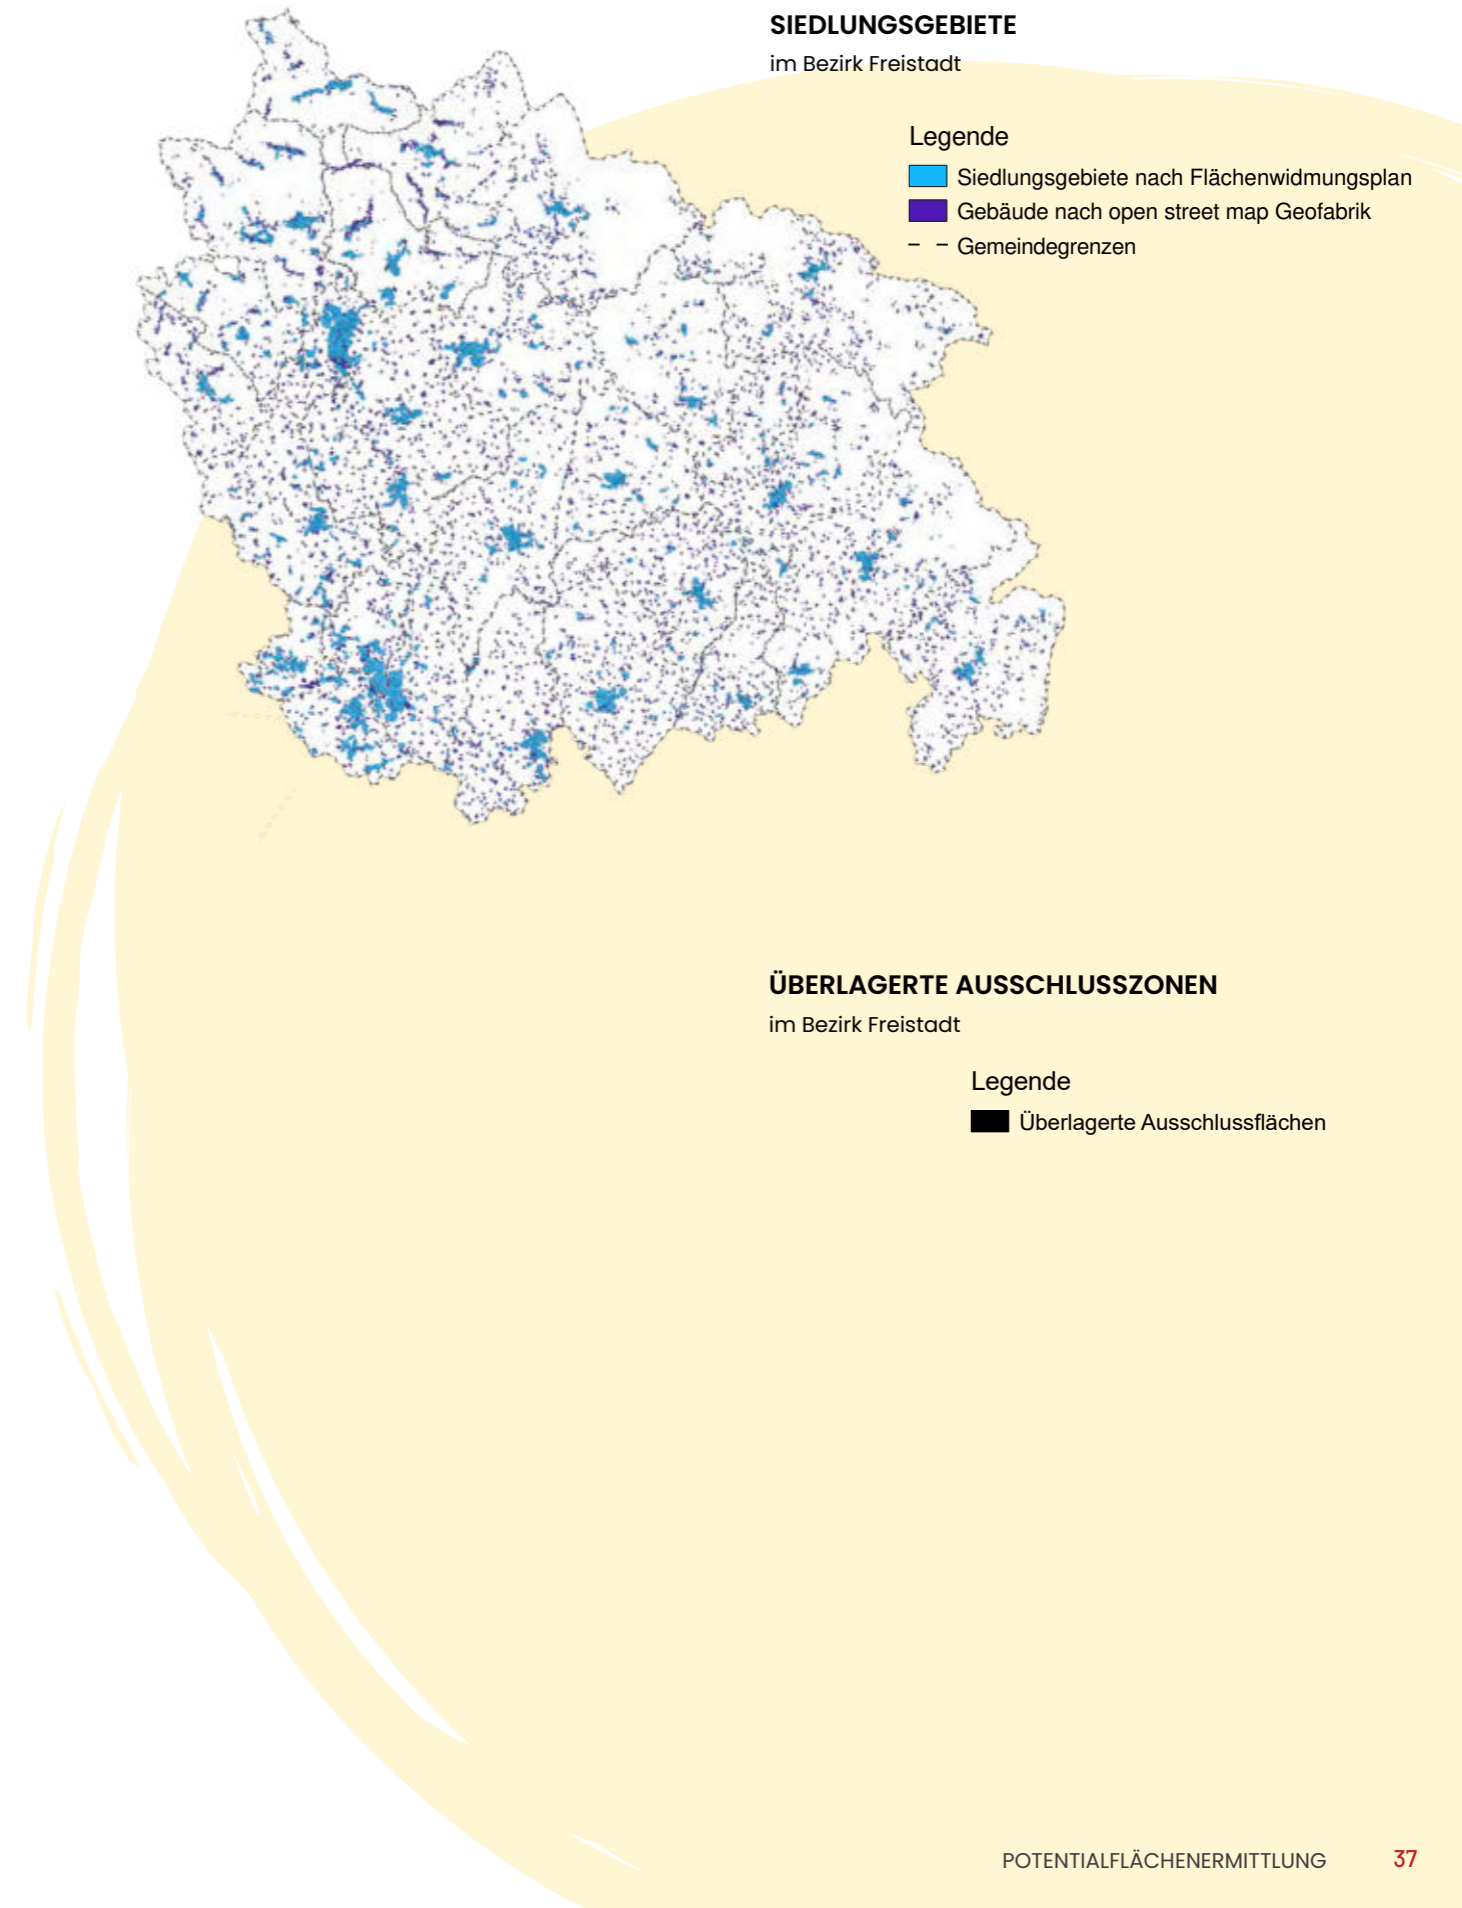 SIEDLUNGSGEBIETE
im Bezirk Freistadt
Legende
Siedlungsgebiete nach Flächenwidmungsplan
Gebäude nach open street map Geofabrik
Gemeindegrenzen
ÜBERLAGERTE AUSSCHLUSSZONEN
im Bezirk Freistadt
Legende
Überlagerte Ausschlussflächen
POTENTIALFLÄCHENERMITTLUNG 37